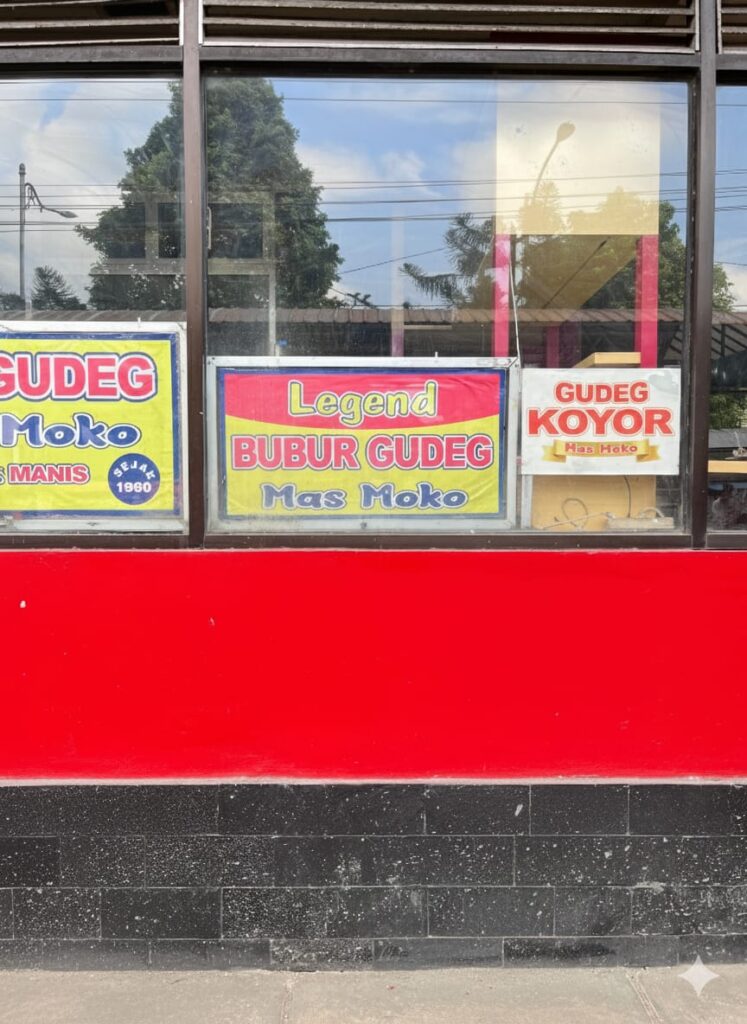 GUDEG
Moko
MANIS
SEJAK
1960
Legend
BUBUR GUDEG
Mas Moko
GUDEG
KOYOR
Mas Moko